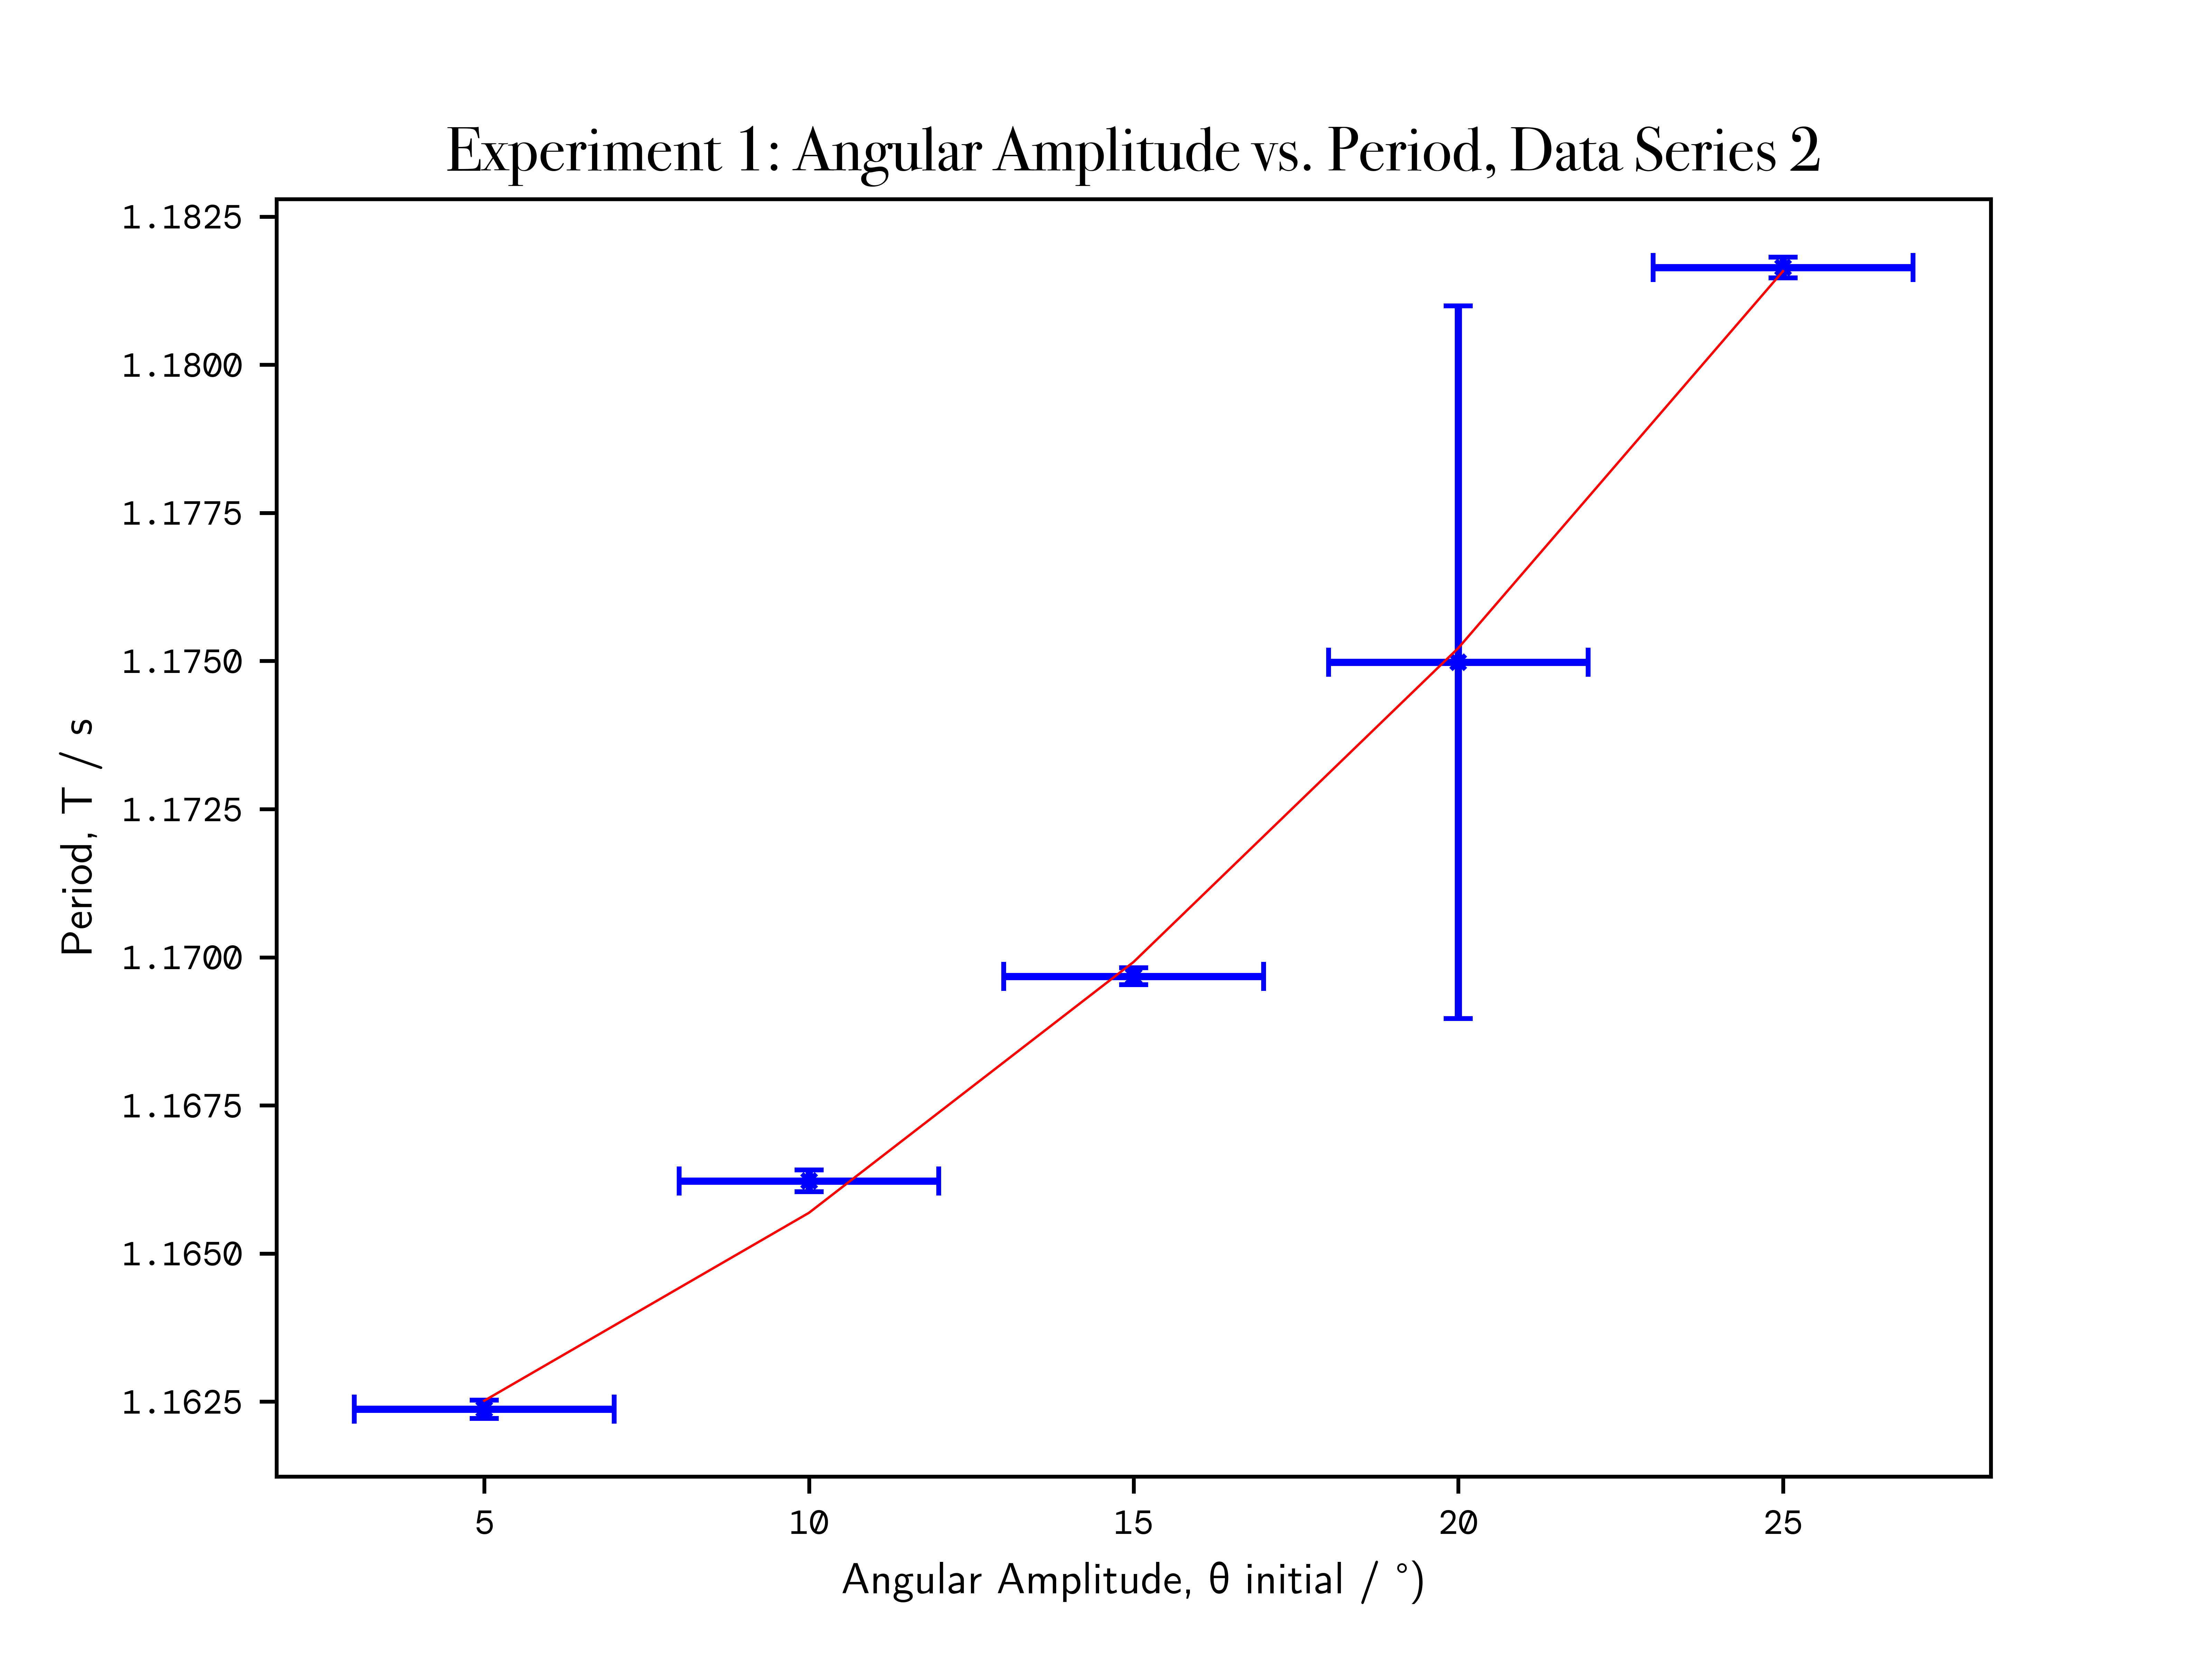 Experiment 1: Angular Amplitude vs. Period, Data Series 2
Period, T / s
1.1825
1.1800
1.1775
1.1750
1.1725
1.1700
1.1675
1.1650
1.1625
5 10 15 20 25
Angular Amplitude, θ initial / °)